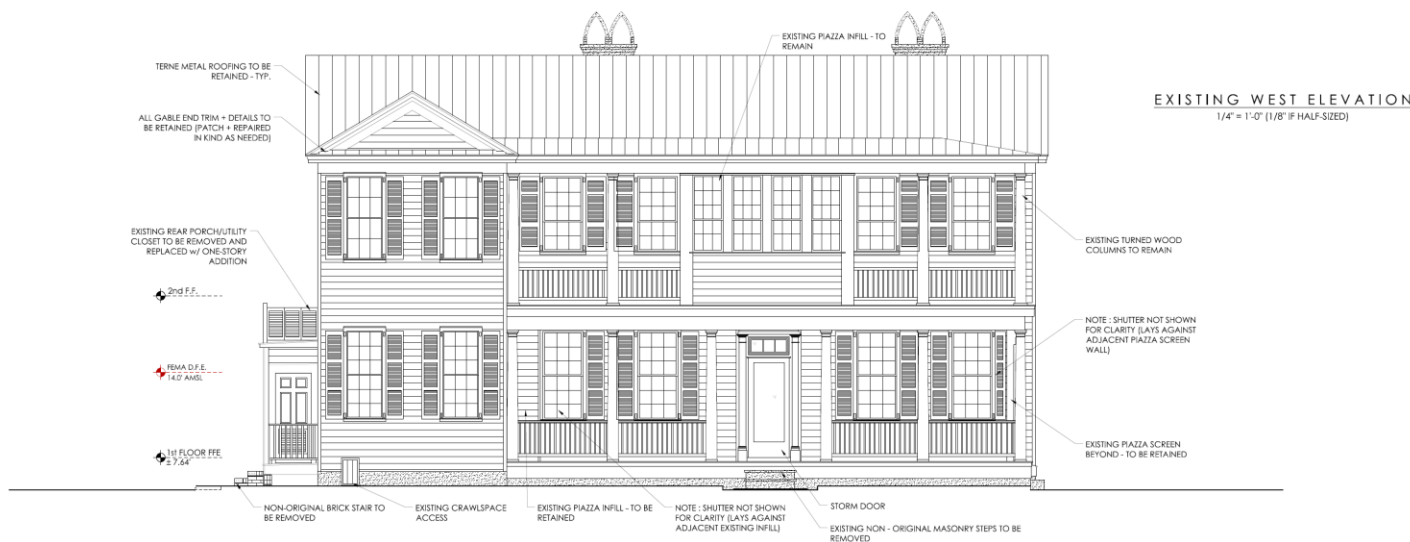 EXISTING PIAZZA INFILL - TO
REMAIN
TERNE METAL ROOFING TO BE
RETAINED - TYP.
EXISTING WEST ELEVATION
1/4" = 1'-0" (1/8" IF HALF-SIZED)
ALL GABLE END TRIM + DETAILS TO
BE RETAINED (PATCH + REPAIRED
IN KIND AS NEEDED)
EXISTING REAR PORCH/UTILITY
CLOSET TO BE REMOVED AND
REPLACED w/ ONE-STORY
ADDITION
EXISTING TURNED WOOD
COLUMNS TO REMAIN
2nd F.F.
NOTE : SHUTTER NOT SHOWN
FOR CLARITY (LAYS AGAINST
ADJACENT PIAZZA SCREEN
WALL)
FEMA D.F.E.
14.0' AMSL
EXISTING PIAZZA SCREEN
BEYOND - TO BE RETAINED
1st FLOOR FFE
± 7.64'
NON-ORIGINAL BRICK STAIR TO
BE REMOVED
EXISTING CRAWLSPACE
ACCESS
EXISTING PIAZZA INFILL - TO BE
RETAINED
NOTE : SHUTTER NOT SHOWN
FOR CLARITY (LAYS AGAINST
ADJACENT EXISTING INFILL)
STORM DOOR
EXISTING NON - ORIGINAL MASONRY STEPS TO BE
REMOVED